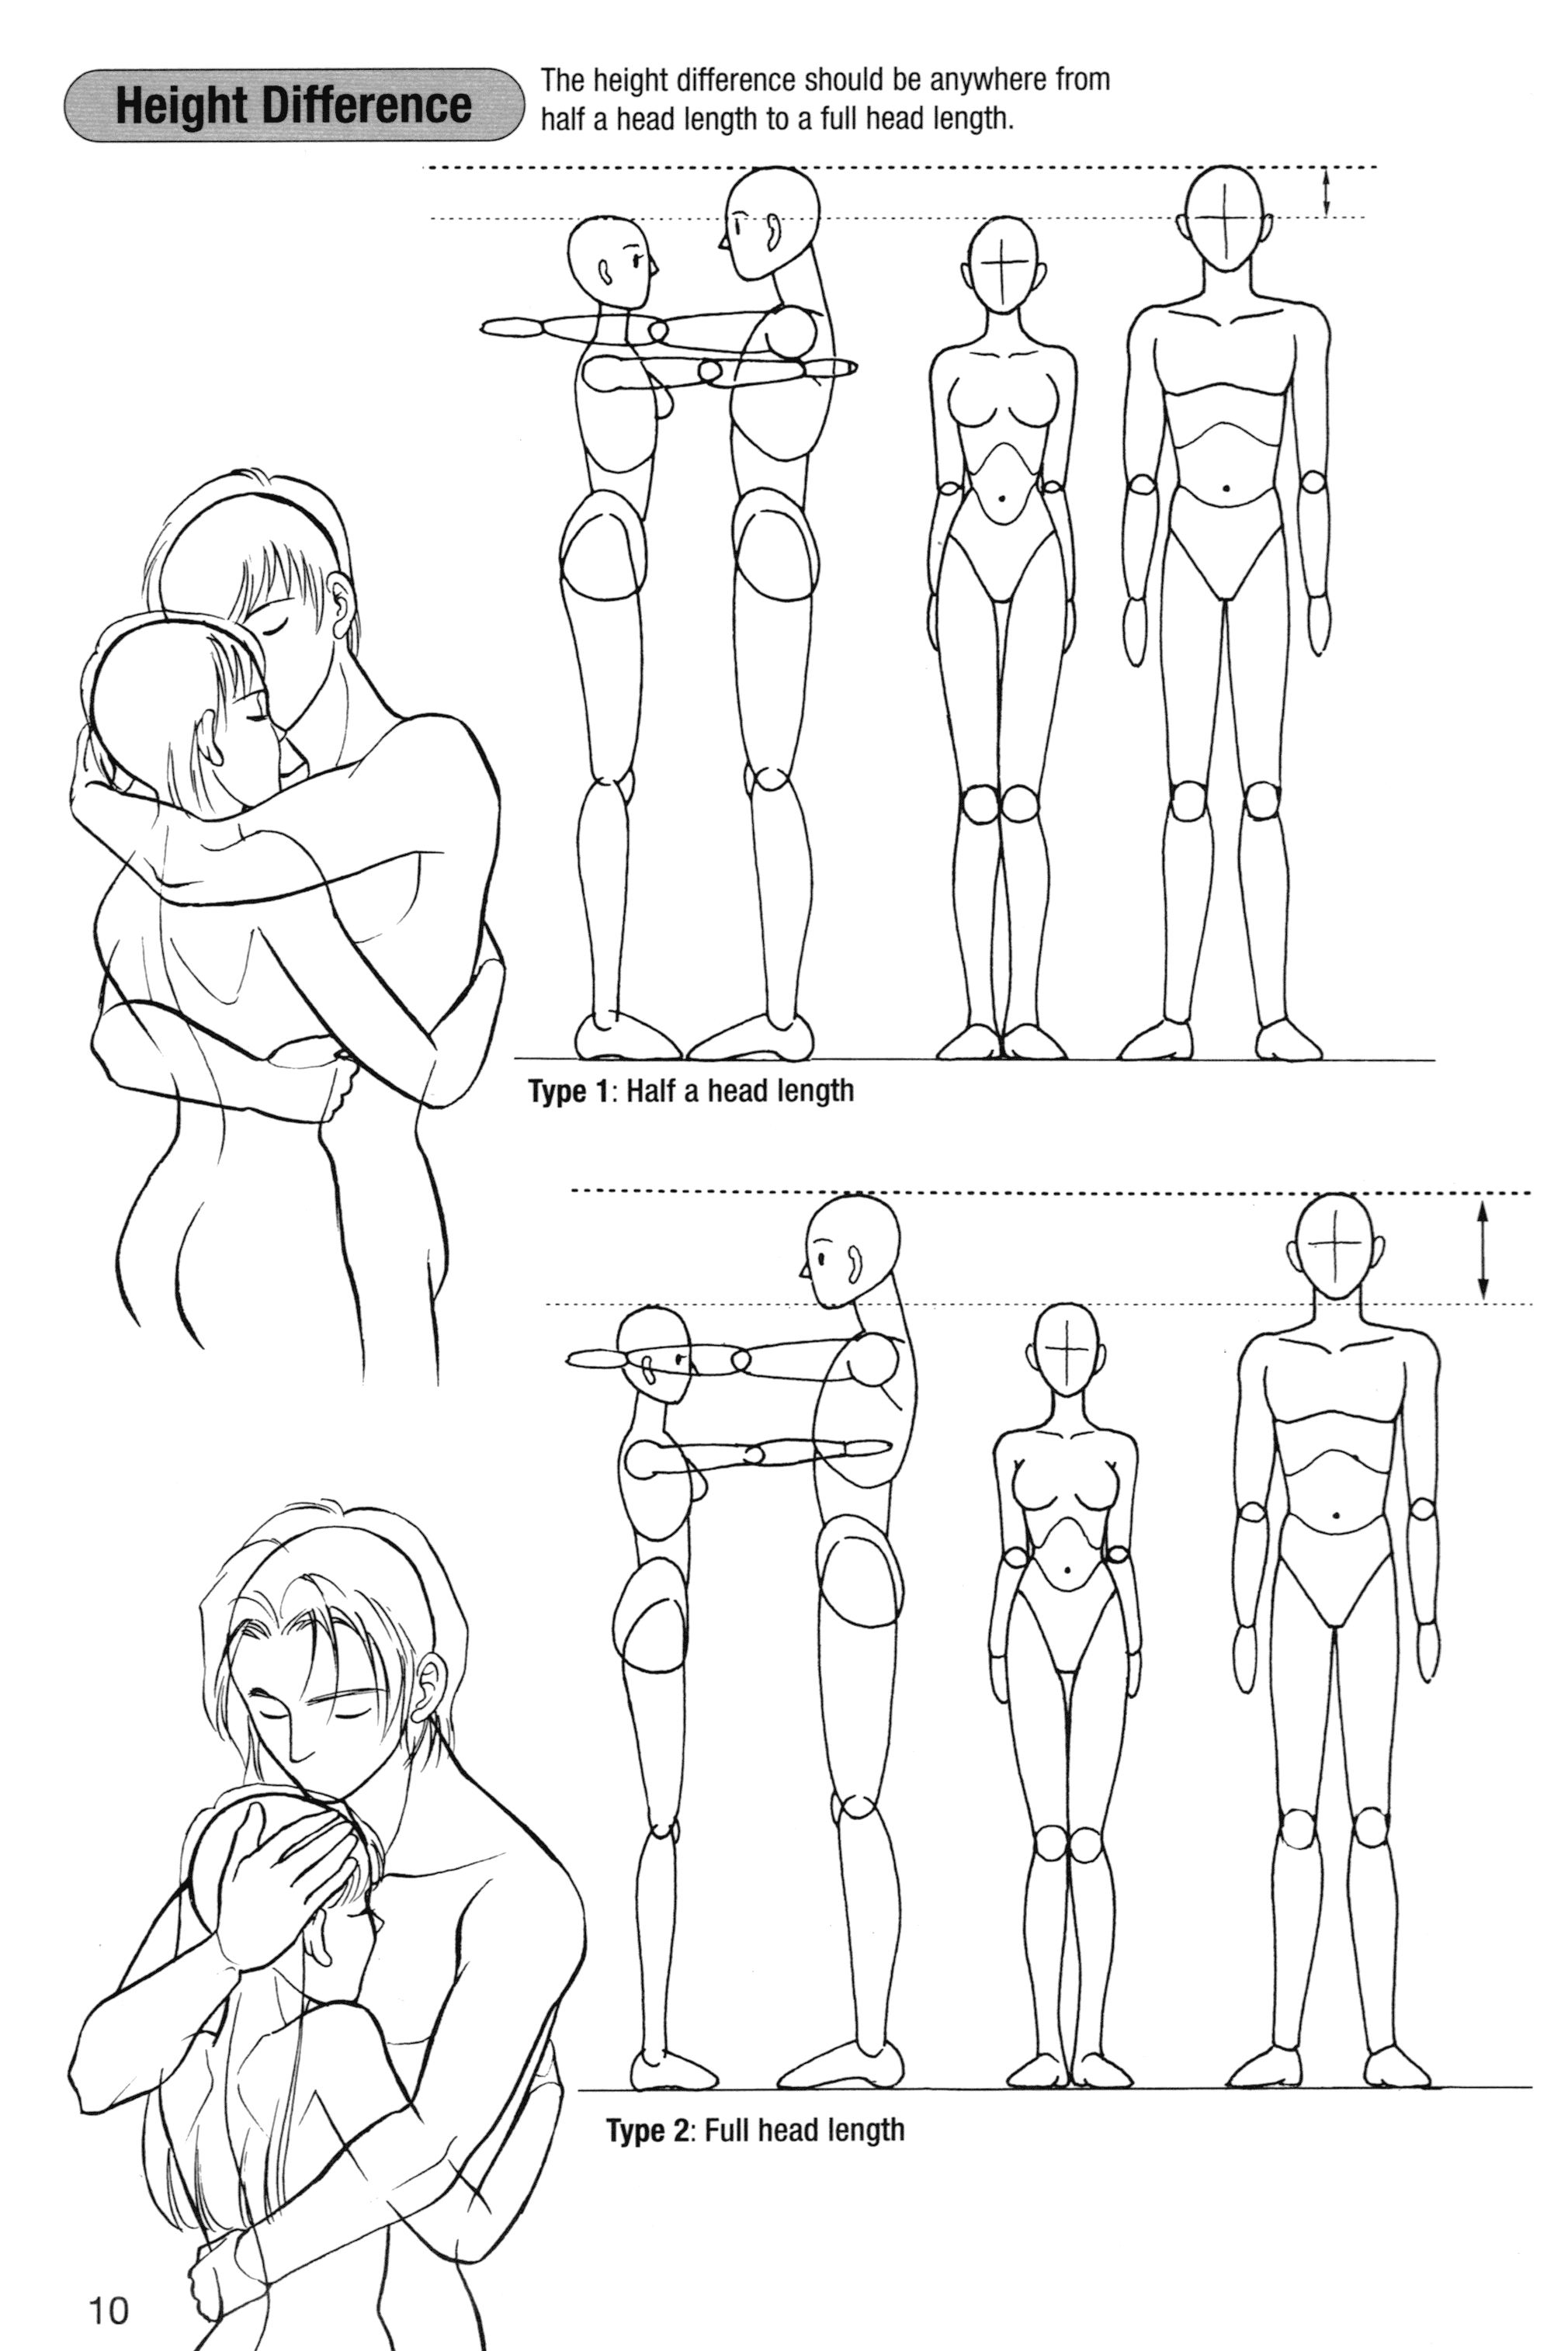 Height Difference
The height difference should be anywhere from
half a head length to a full head length.
Type 1: Half a head length
Type 2: Full head length
10